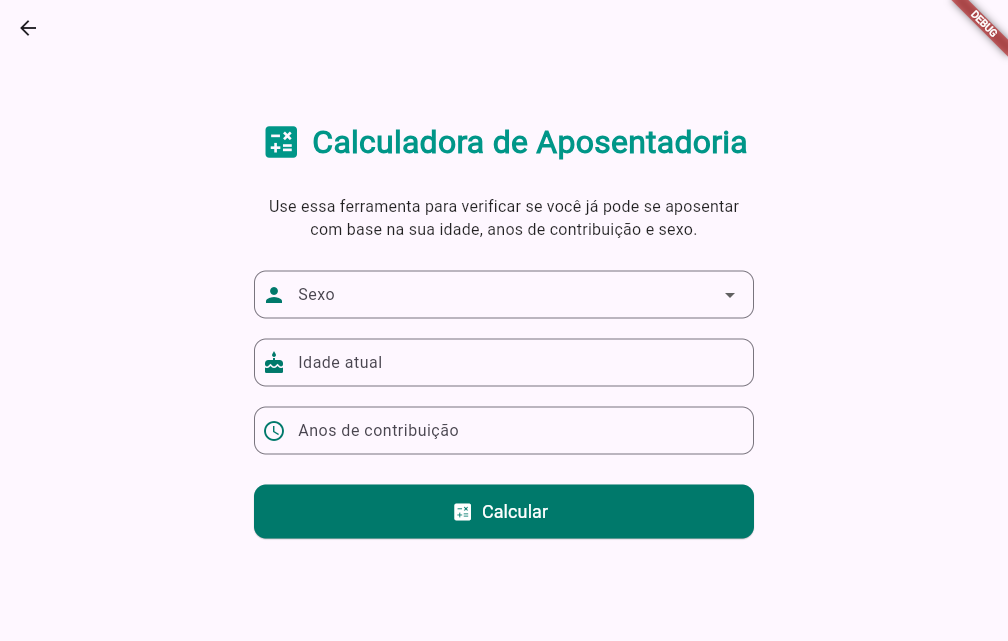 DEBUG
Calculadora de Aposentadoria
Use essa ferramenta para verificar se você já pode se aposentar
com base na sua idade, anos de contribuição e sexo.
Sexo
Idade atual
Anos de contribuição
Calcular